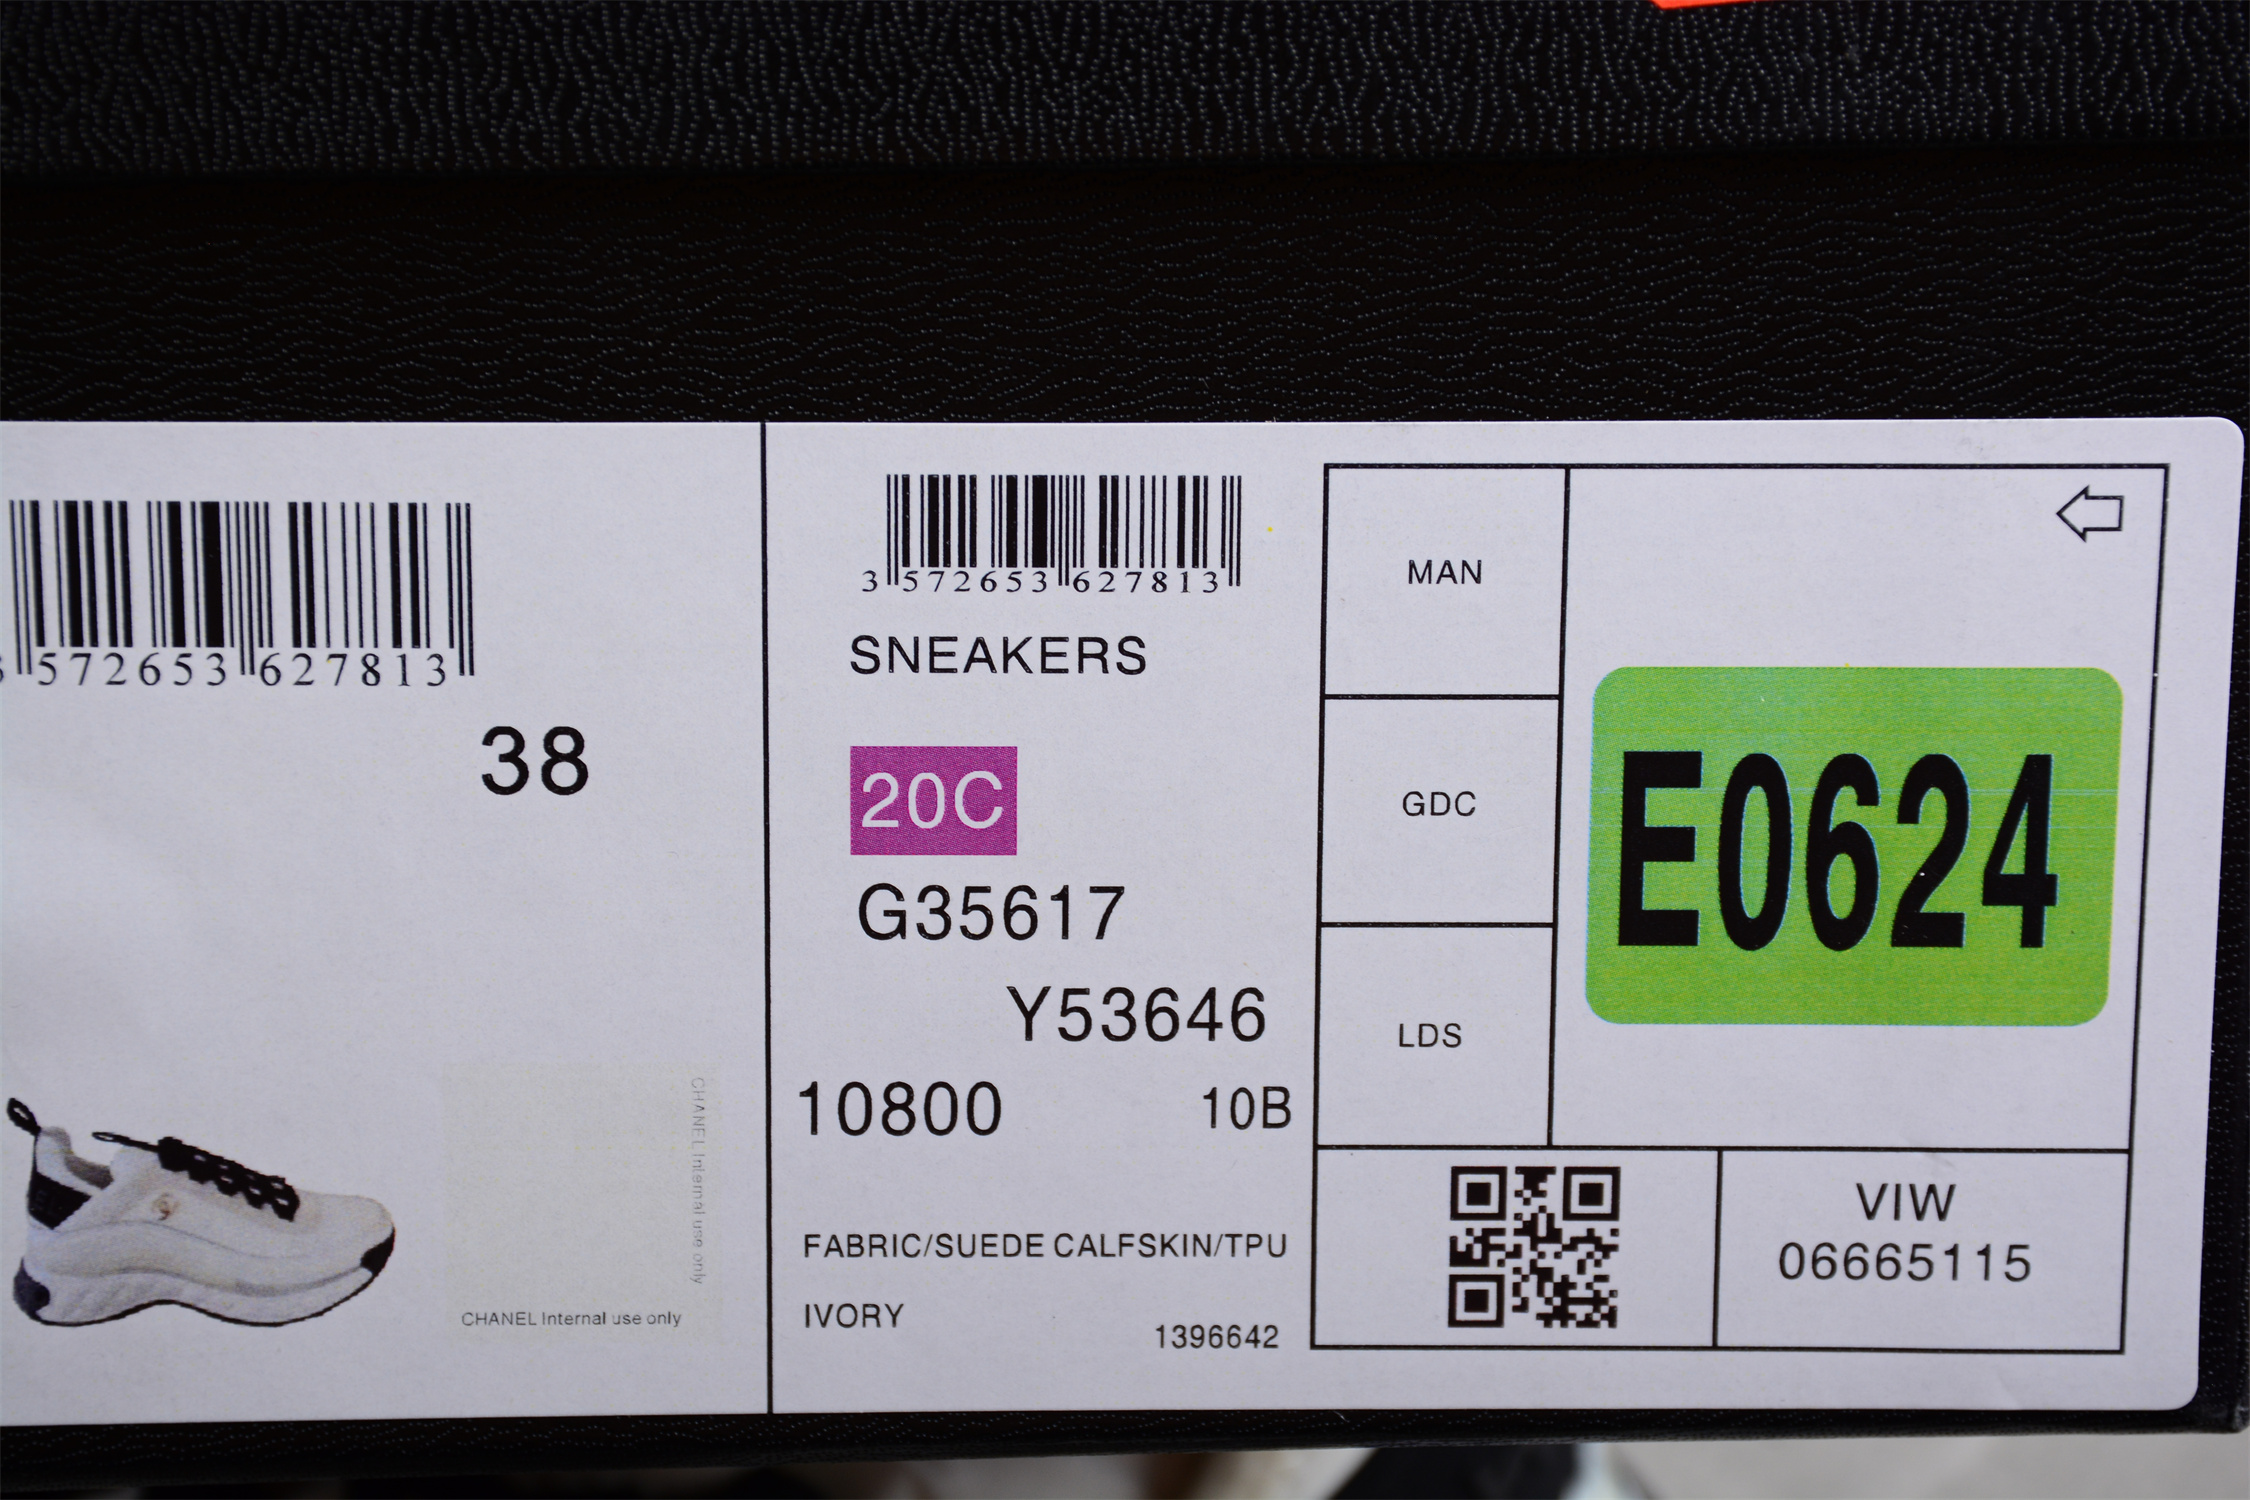 3 572653 627813
38
CHANEL Internal use only
CHANEL Internal use only
3 572653 627813
SNEAKERS
20C
G35617
Y53646
10800 10B
FABRIC/SUEDE CALFSKIN/TPU
IVORY
1396642
MAN
GDC
LDS
E0624
VIW
06665115